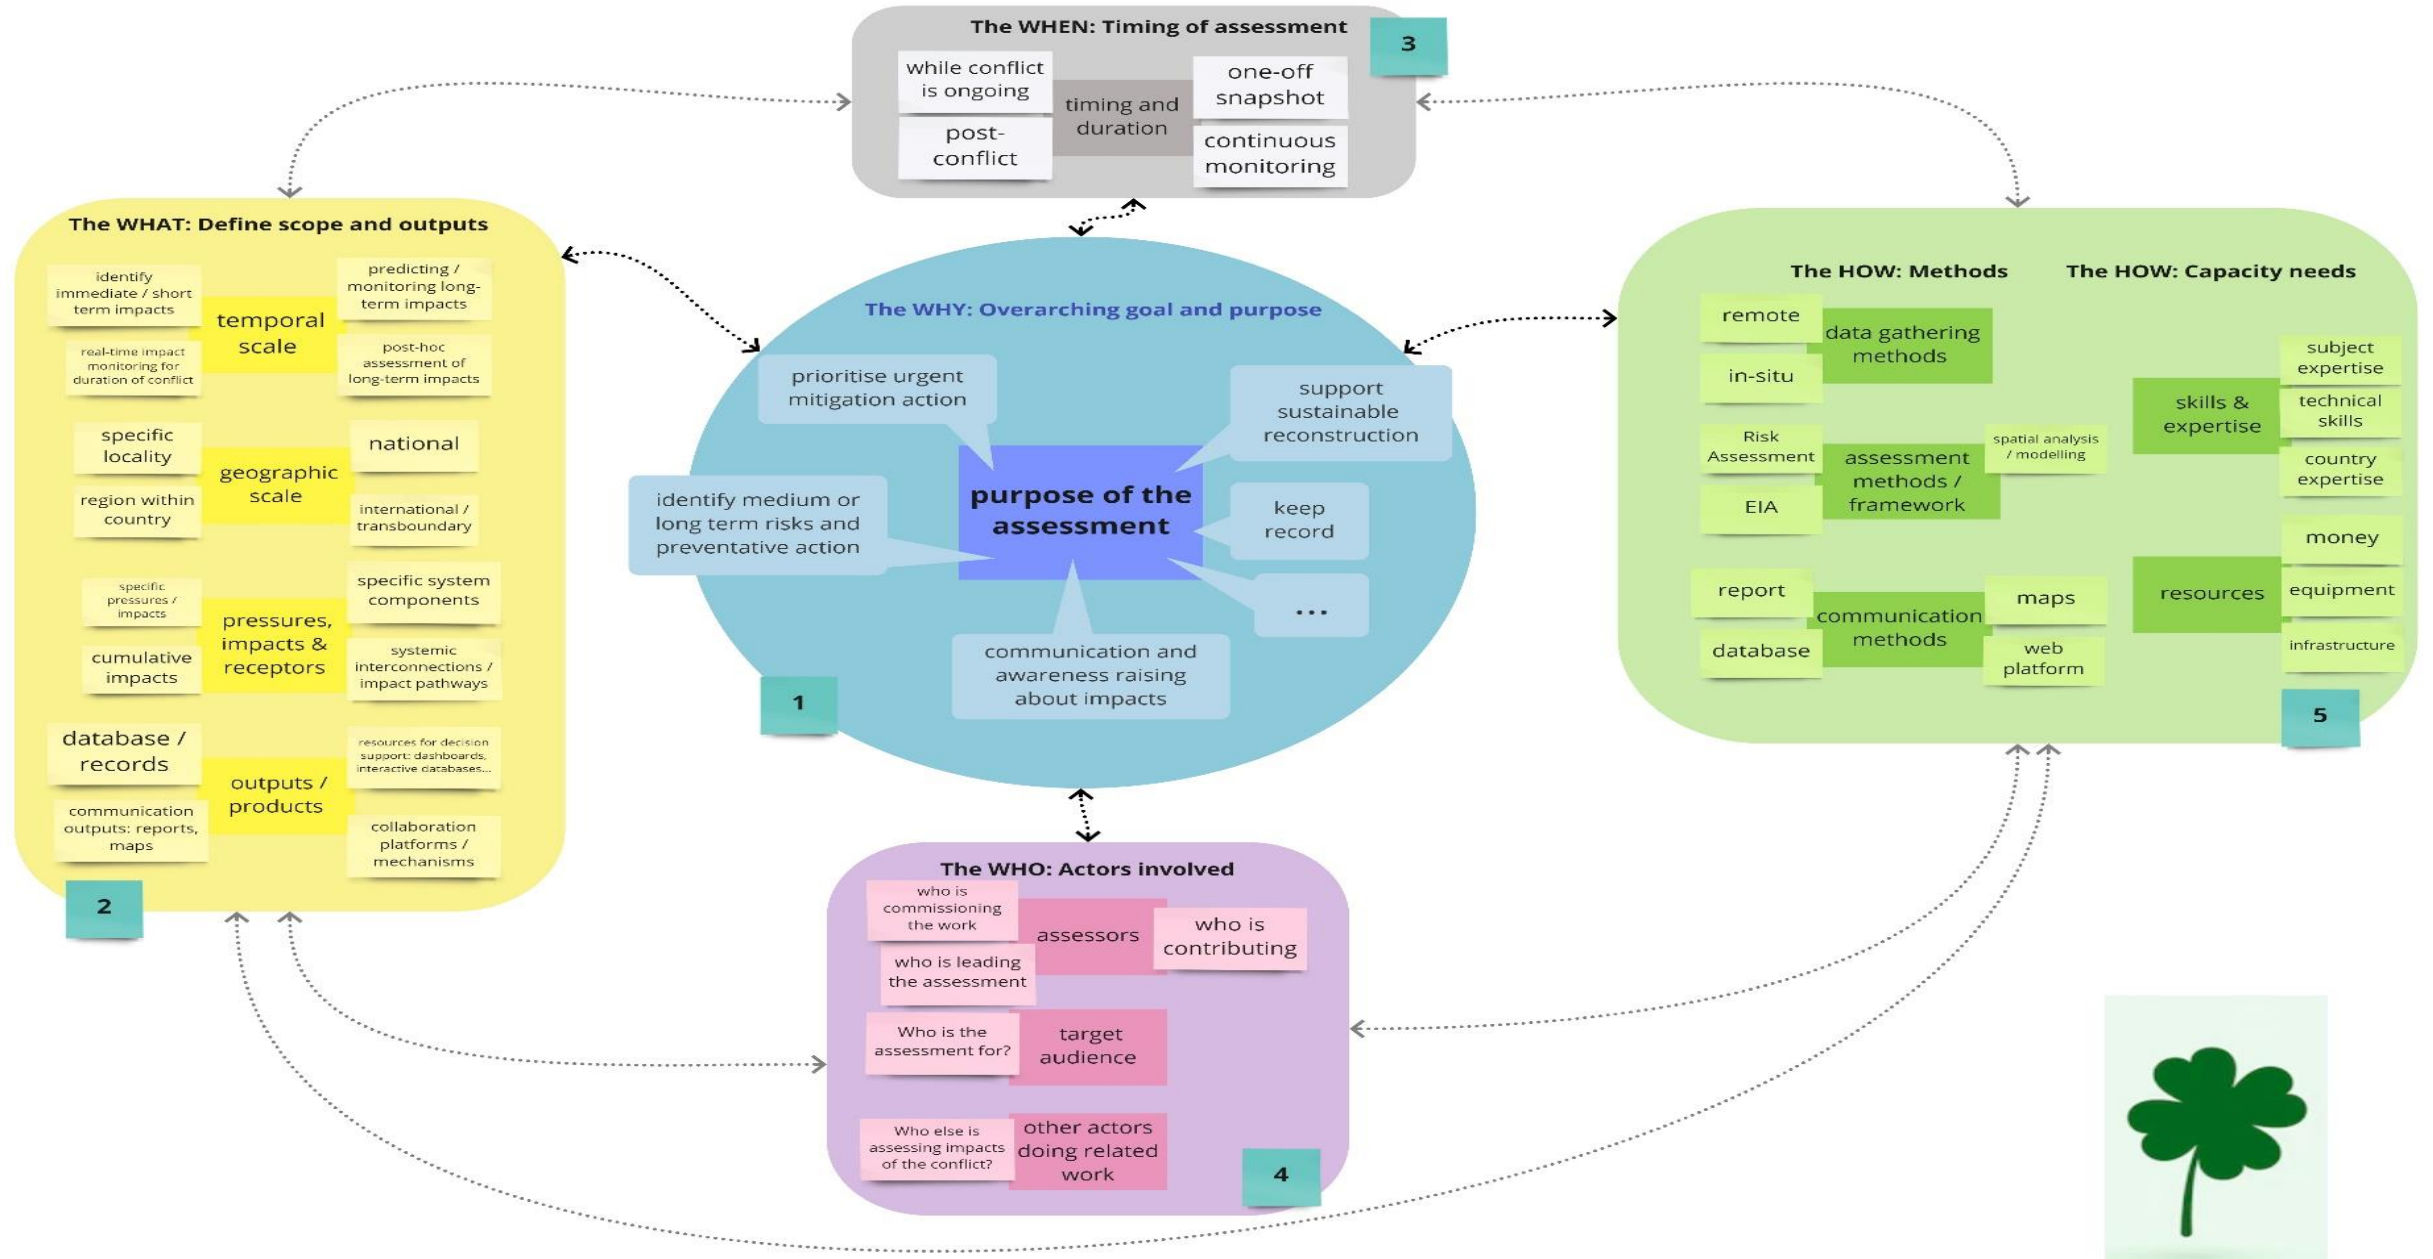 The WHEN: Timing of assessment
3
while conflict
is ongoing
post-
conflict
timing and
duration
one-off
snapshot
continuous
monitoring
The WHAT: Define scope and outputs
identify
immediate / short
term impacts
real-time impact
monitoring for
duration of conflict
temporal
scale
predicting /
monitoring long-
term impacts
post-hoc
assessment of
long-term impacts
specific
locality
region within
country
geographic
scale
national
international /
transboundary
specific
pressures /
impacts
cumulative
impacts
pressures,
impacts &
receptors
specific system
components
systemic
interconnections /
impact pathways
database /
records
communication
outputs: reports,
maps
outputs /
products
resources for decision
support: dashboards,
interactive databases...
collaboration
platforms /
mechanisms
2
The WHY: Overarching goal and purpose
prioritise urgent
mitigation action
support
sustainable
reconstruction
identify medium or
long term risks and
preventative action
purpose of the
assessment
keep
record
...
communication and
awareness raising
about impacts
1
The HOW: Methods
remote
in-situ
data gathering
methods
Risk
Assessment
EIA
assessment
methods /
framework
spatial analysis
/ modelling
report
database
communication
methods
maps
web
platform
The HOW: Capacity needs
skills &
expertise
subject
expertise
technical
skills
country
expertise
resources
money
equipment
infrastructure
5
The WHO: Actors involved
who is
commissioning
the work
who is leading
the assessment
assessors
who is
contributing
Who is the
assessment for?
target
audience
Who else is
assessing impacts
of the conflict?
other actors
doing related
work
4